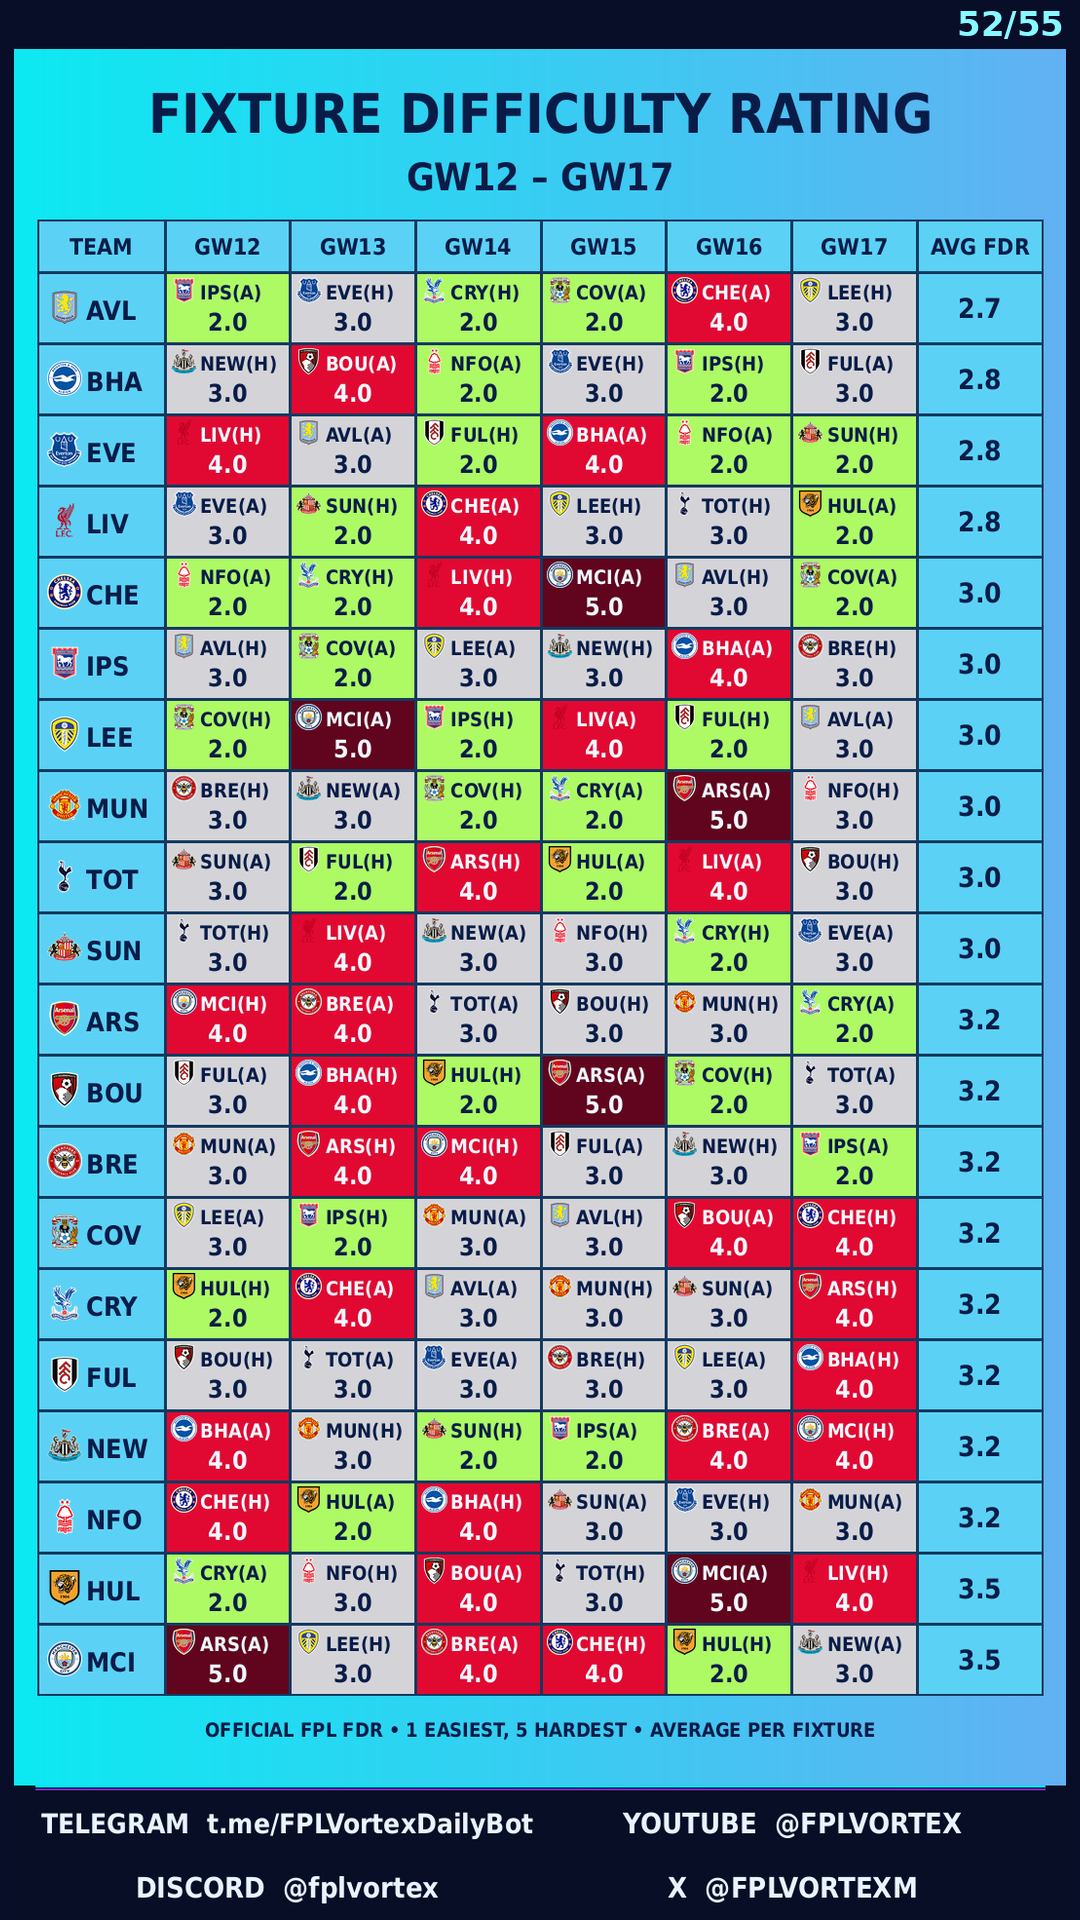 52/55
FIXTURE DIFFICULTY RATING
GW12 – GW17
TEAM GW12 GW13 GW14 GW15 GW16 GW17 AVG FDR
AVL IPS(A) 2.0 EVE(H) 3.0 CRY(H) 2.0 COV(A) 2.0 CHE(A) 4.0 LEE(H) 3.0 2.7
BHA NEW(H) 3.0 BOU(A) 4.0 NFO(A) 2.0 EVE(H) 3.0 IPS(H) 2.0 FUL(A) 3.0 2.8
EVE LIV(H) 4.0 AVL(A) 3.0 FUL(H) 2.0 BHA(A) 4.0 NFO(A) 2.0 SUN(H) 2.0 2.8
LIV EVE(A) 3.0 SUN(H) 2.0 CHE(A) 4.0 LEE(H) 3.0 TOT(H) 3.0 HUL(A) 2.0 2.8
CHE NFO(A) 2.0 CRY(H) 2.0 LIV(H) 4.0 MCI(A) 5.0 AVL(H) 3.0 COV(A) 2.0 3.0
IPS AVL(H) 3.0 COV(A) 2.0 LEE(A) 3.0 NEW(H) 3.0 BHA(A) 4.0 BRE(H) 3.0 3.0
LEE COV(H) 2.0 MCI(A) 5.0 IPS(H) 2.0 LIV(A) 4.0 FUL(H) 2.0 AVL(A) 3.0 3.0
MUN BRE(H) 3.0 NEW(A) 3.0 COV(H) 2.0 CRY(A) 2.0 ARS(A) 5.0 NFO(H) 3.0 3.0
TOT SUN(A) 3.0 FUL(H) 2.0 ARS(H) 4.0 HUL(A) 2.0 LIV(A) 4.0 BOU(H) 3.0 3.0
SUN TOT(H) 3.0 LIV(A) 4.0 NEW(A) 3.0 NFO(H) 3.0 CRY(H) 2.0 EVE(A) 3.0 3.0
ARS MCI(H) 4.0 BRE(A) 4.0 TOT(A) 3.0 BOU(H) 3.0 MUN(H) 3.0 CRY(A) 2.0 3.2
BOU FUL(A) 3.0 BHA(H) 4.0 HUL(H) 2.0 ARS(A) 5.0 COV(H) 2.0 TOT(A) 3.0 3.2
BRE MUN(A) 3.0 ARS(H) 4.0 MCI(H) 4.0 FUL(A) 3.0 NEW(H) 3.0 IPS(A) 2.0 3.2
COV LEE(A) 3.0 IPS(H) 2.0 MUN(A) 3.0 AVL(H) 3.0 BOU(A) 4.0 CHE(H) 4.0 3.2
CRY HUL(H) 2.0 CHE(A) 4.0 AVL(A) 3.0 MUN(H) 3.0 SUN(A) 3.0 ARS(H) 4.0 3.2
FUL BOU(H) 3.0 TOT(A) 3.0 EVE(A) 3.0 BRE(H) 3.0 LEE(A) 3.0 BHA(H) 4.0 3.2
NEW BHA(A) 4.0 MUN(H) 3.0 SUN(H) 2.0 IPS(A) 2.0 BRE(A) 4.0 MCI(H) 4.0 3.2
NFO CHE(H) 4.0 HUL(A) 2.0 BHA(H) 4.0 SUN(A) 3.0 EVE(H) 3.0 MUN(A) 3.0 3.2
HUL CRY(A) 2.0 NFO(H) 3.0 BOU(A) 4.0 TOT(H) 3.0 MCI(A) 5.0 LIV(H) 4.0 3.5
MCI ARS(A) 5.0 LEE(H) 3.0 BRE(A) 4.0 CHE(H) 4.0 HUL(H) 2.0 NEW(A) 3.0 3.5
OFFICIAL FPL FDR • 1 EASIEST, 5 HARDEST • AVERAGE PER FIXTURE
TELEGRAM t.me/FPLVortexDailyBot YOUTUBE @FPLVORTEX
DISCORD @fplvortex X @FPLVORTEXM